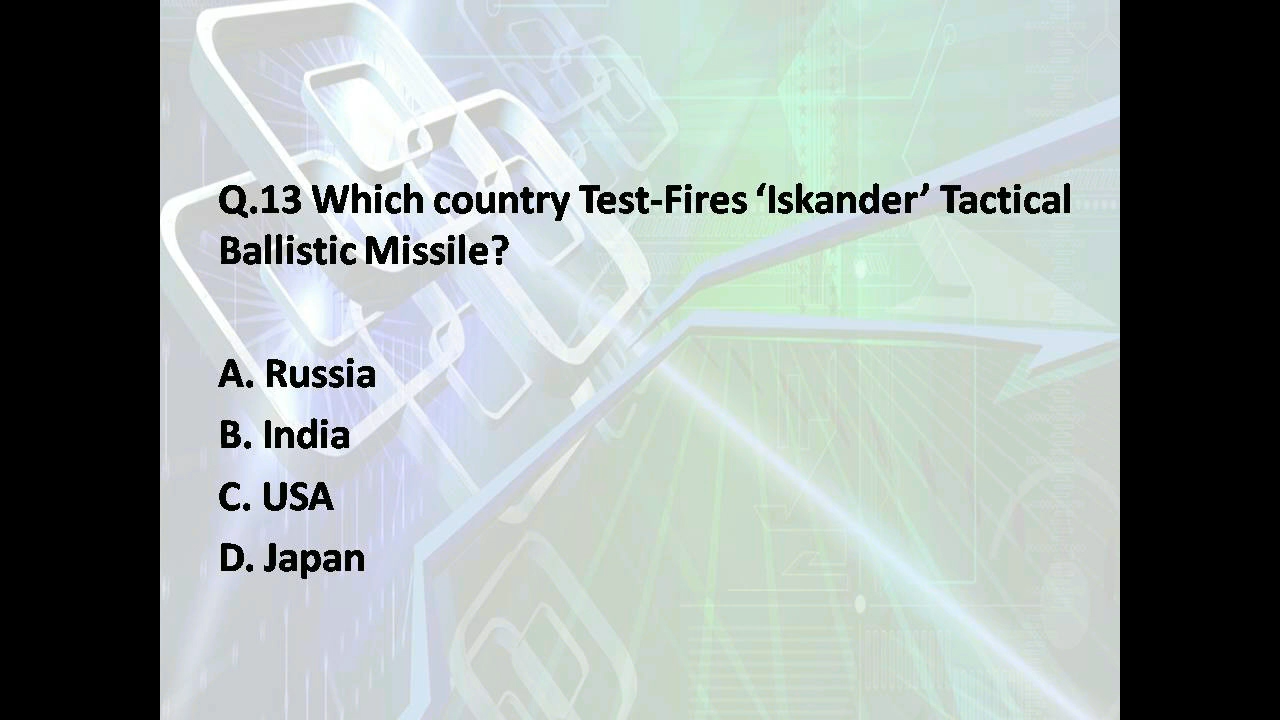 Q.13 Which country Test-Fires ‘Iskander’ Tactical
Ballistic Missile?
A. Russia
B. India
C. USA
D. Japan